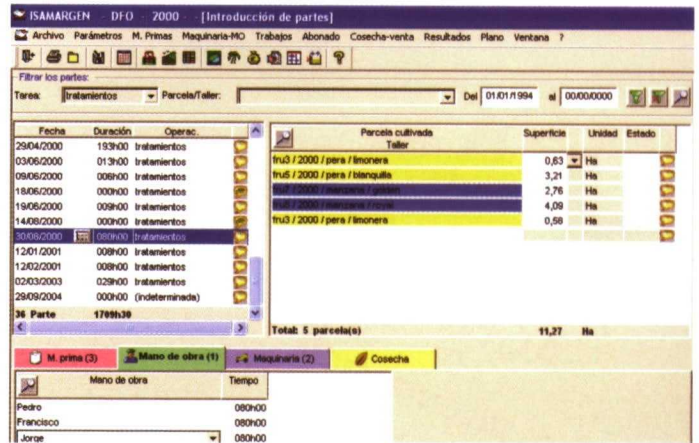 ISAMARGEN - DFO - 2000 - - [Introducción de partes]
Archivo Parámetros M. Primas Maquinaria-MO Trabajos Abonado Cosecha-venta Resultados Plano Ventana ?
Filtrar los partes:
Tarea: tratamientos Parcela/Taller: Del 01/01/1994 al 00/00/0000
Fecha Duración Operac. Parcela cultivada Taller Superficie Unidad Estado
29/04/2000 193h00 tratamientos
03/06/2000 013h00 tratamientos
09/06/2000 006h00 tratamientos
18/06/2000 000h00 tratamientos
19/06/2000 009h00 tratamientos
14/08/2000 000h00 tratamientos
30/08/2000 080h00 tratamientos
12/01/2001 008h00 tratamientos
12/02/2001 008h00 tratamientos
02/03/2003 029h00 tratamientos
29/09/2004 000h00 (indeterminada)
36 Parte 1709h30
fru3 / 2000 / pera / limonera 0,63 Ha
fru5 / 2000 / pera / blanquilla 3,21 Ha
fru7 / 2000 / manzana / golden 2,76 Ha
/ 2000 / manzana / royal 4,09 Ha
fru3 / 2000 / pera / limonera 0,58 Ha
Total: 5 parcela(s) 11,27 Ha
M. prima (3) Mano de obra (1) Maquinaria (2) Cosecha
Mano de obra Tiempo
Pedro 080h00
Francisco 080h00
Jorge 080h00